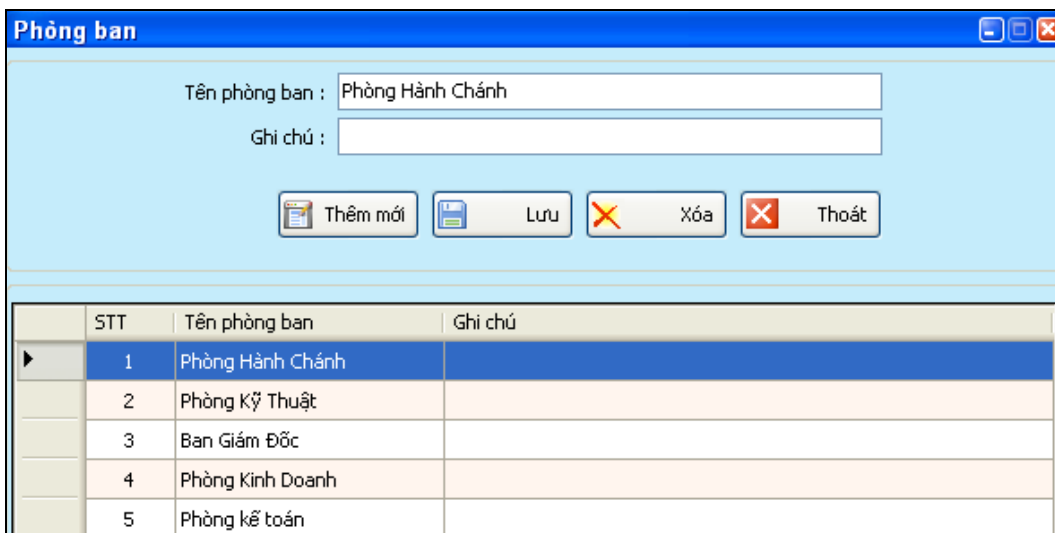 Phòng ban
Tên phòng ban : Phòng Hành Chánh
Ghi chú :
Thêm mới Lưu Xóa Thoát
STT Tên phòng ban Ghi chú
1 Phòng Hành Chánh
2 Phòng Kỹ Thuật
3 Ban Giám Đốc
4 Phòng Kinh Doanh
5 Phòng kế toán